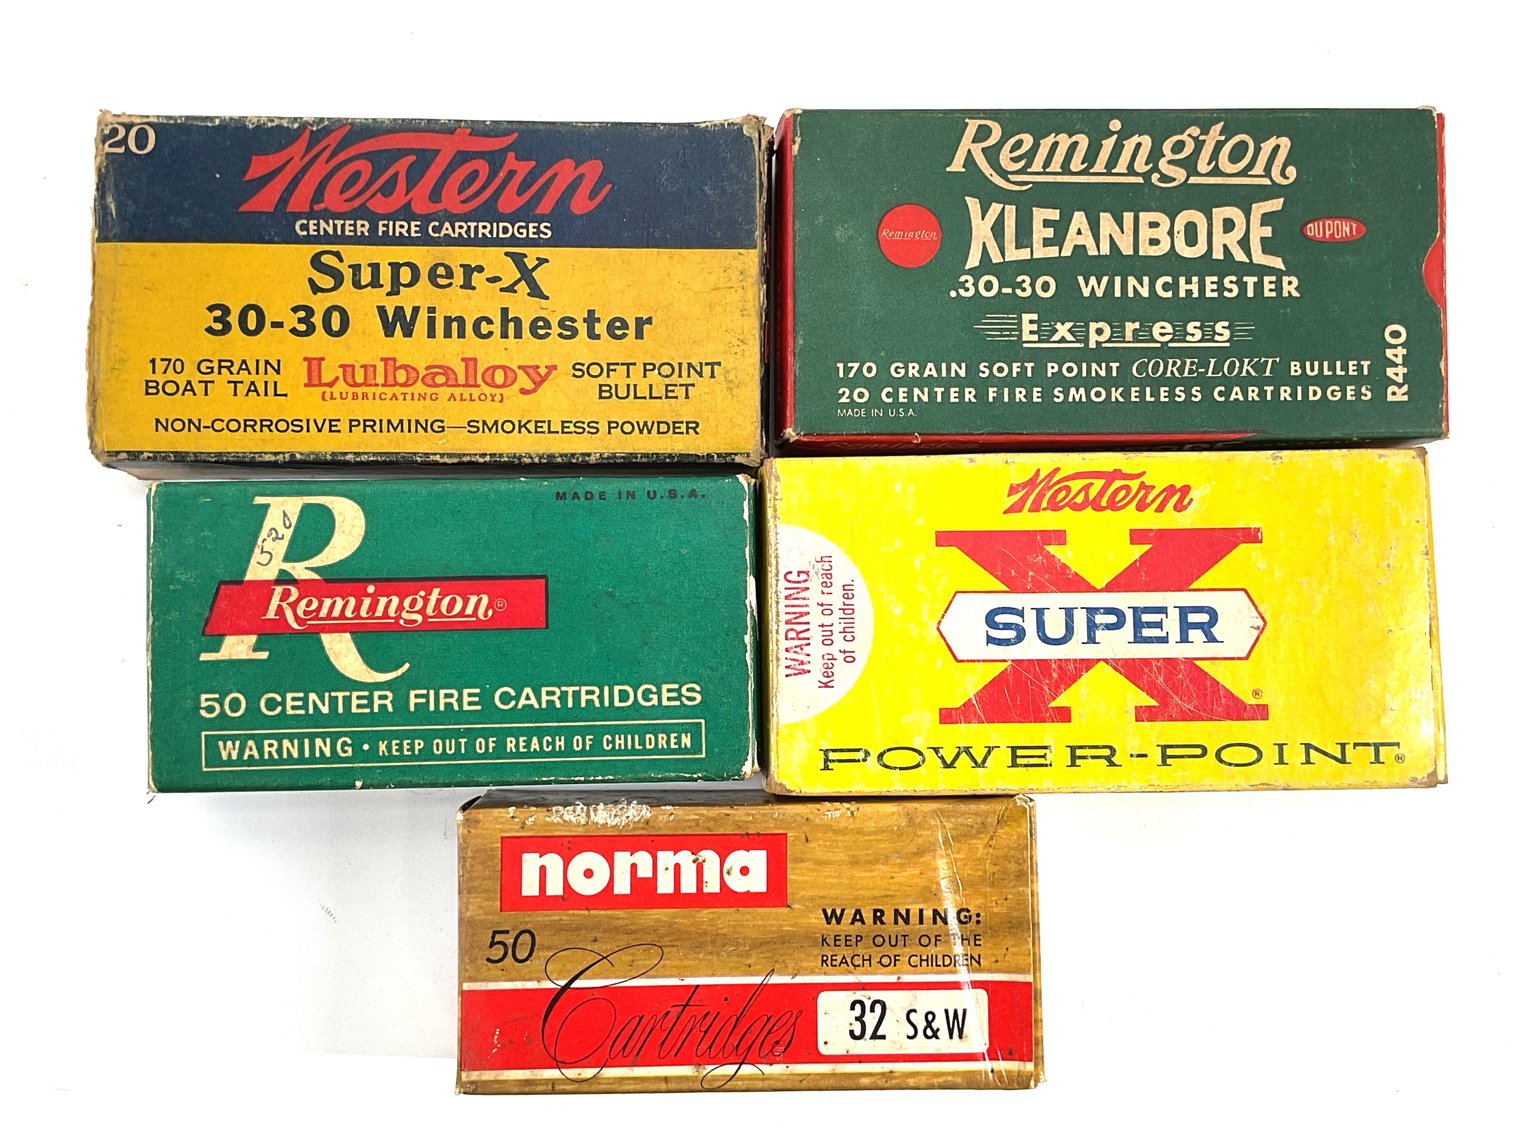 20
Western
CENTER FIRE CARTRIDGES
Super-X
30-30 Winchester
170 GRAIN
BOAT TAIL
Lubaloy
(LUBRICATING ALLOY)
SOFT POINT
BULLET
NON-CORROSIVE PRIMING—SMOKELESS POWDER
Remington
Remington
KLEANBORE
DU PONT
.30-30 WINCHESTER
Express
170 GRAIN SOFT POINT CORE-LOKT BULLET
20 CENTER FIRE SMOKELESS CARTRIDGES
MADE IN U.S.A.
R440
MADE IN U.S.A.
R
520
Remington®
50 CENTER FIRE CARTRIDGES
WARNING • KEEP OUT OF REACH OF CHILDREN
Western
WARNING
Keep out of reach
of children.
X
SUPER
®
POWER-POINT®
norma
50
WARNING:
KEEP OUT OF THE
REACH OF CHILDREN
Cartridges
32 S&W